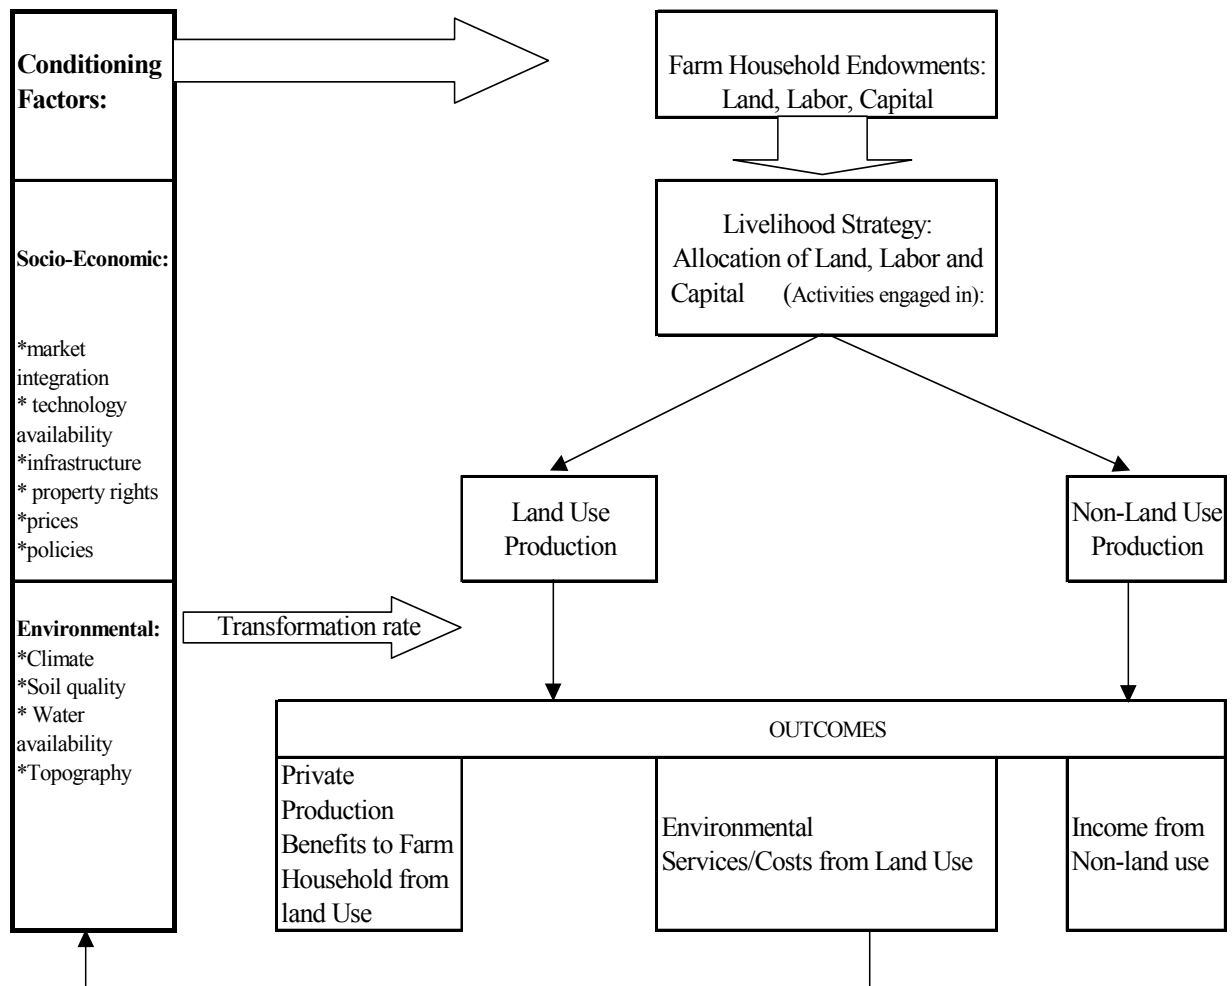 Conditioning
Factors:
Socio-Economic:
*market
integration
* technology
availability
*infrastructure
* property rights
*prices
*policies
Environmental:
*Climate
*Soil quality
* Water
availability
*Topography
Farm Household Endowments:
Land, Labor, Capital
Livelihood Strategy:
Allocation of Land, Labor and
Capital (Activities engaged in):
Land Use
Production
Non-Land Use
Production
Transformation rate
OUTCOMES
Private
Production
Benefits to Farm
Household from
land Use
Environmental
Services/Costs from Land Use
Income from
Non-land use